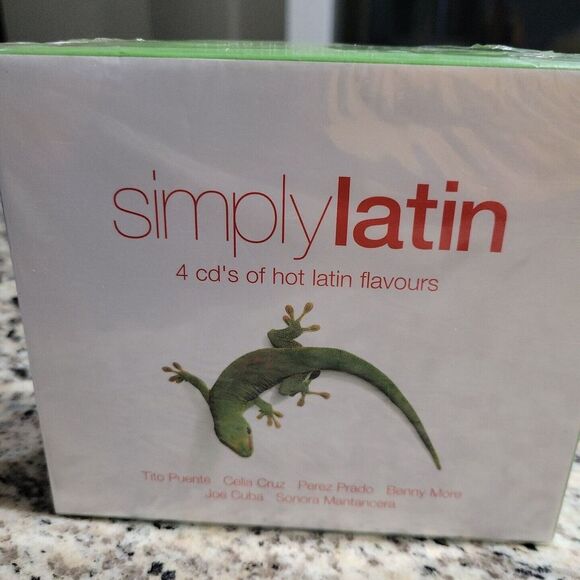 simplylatin
4 cd's of hot latin flavours
Tito Puente Celia Cruz Perez Prado Benny More
Joe Cuba Sonora Mantancera